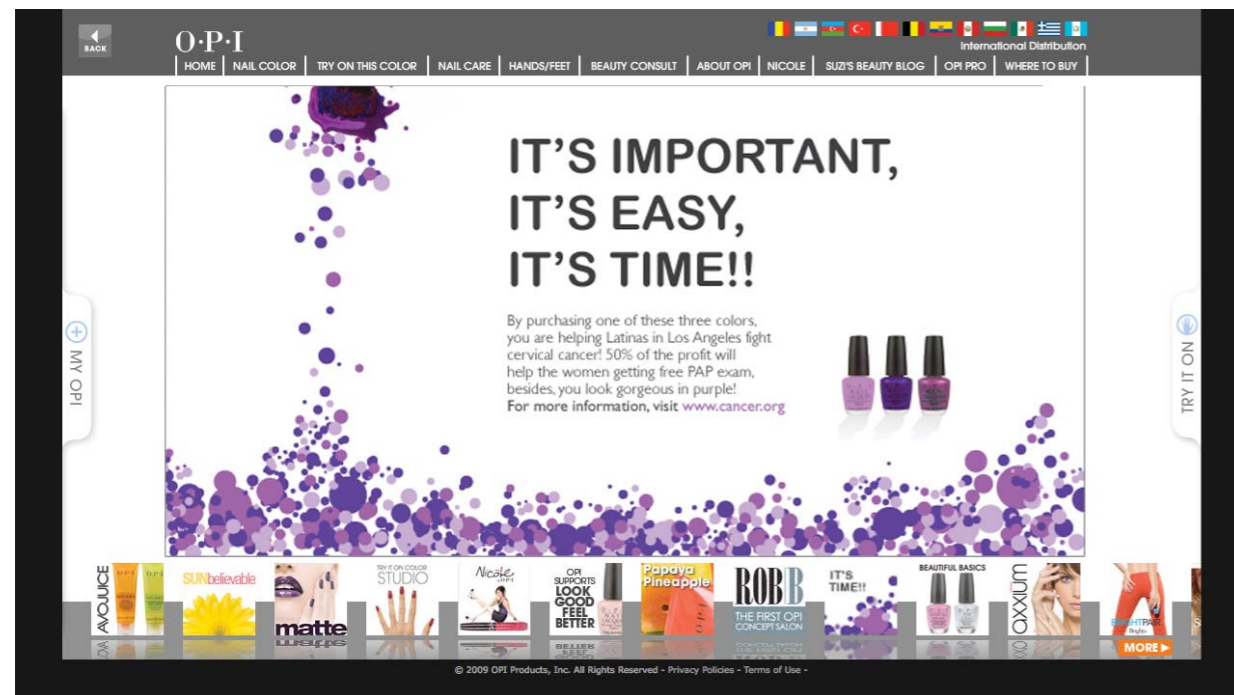 BACK
O·P·I
International Distribution
HOME NAIL COLOR TRY ON THIS COLOR NAIL CARE HANDS/FEET BEAUTY CONSULT ABOUT OPI NICOLE SUZI'S BEAUTY BLOG OPI PRO WHERE TO BUY
IT'S IMPORTANT,
IT'S EASY,
IT'S TIME!!
By purchasing one of these three colors,
you are helping Latinas in Los Angeles fight
cervical cancer! 50% of the profit will
help the women getting free PAP exam,
besides, you look gorgeous in purple!
For more information, visit www.cancer.org
MY OPI
TRY IT ON
AVOJUICE
SUNbelievable
matte
TRY IT ON COLOR
STUDIO
Nicole
OPI
SUPPORTS
LOOK
GOOD
FEEL
BETTER
Papaya
Pineapple
ROBB
THE FIRST OPI
CONCEPT SALON
IT'S
TIME!!
BEAUTIFUL BASICS
axxium
MORE
© 2009 OPI Products, Inc. All Rights Reserved - Privacy Policies - Terms of Use -